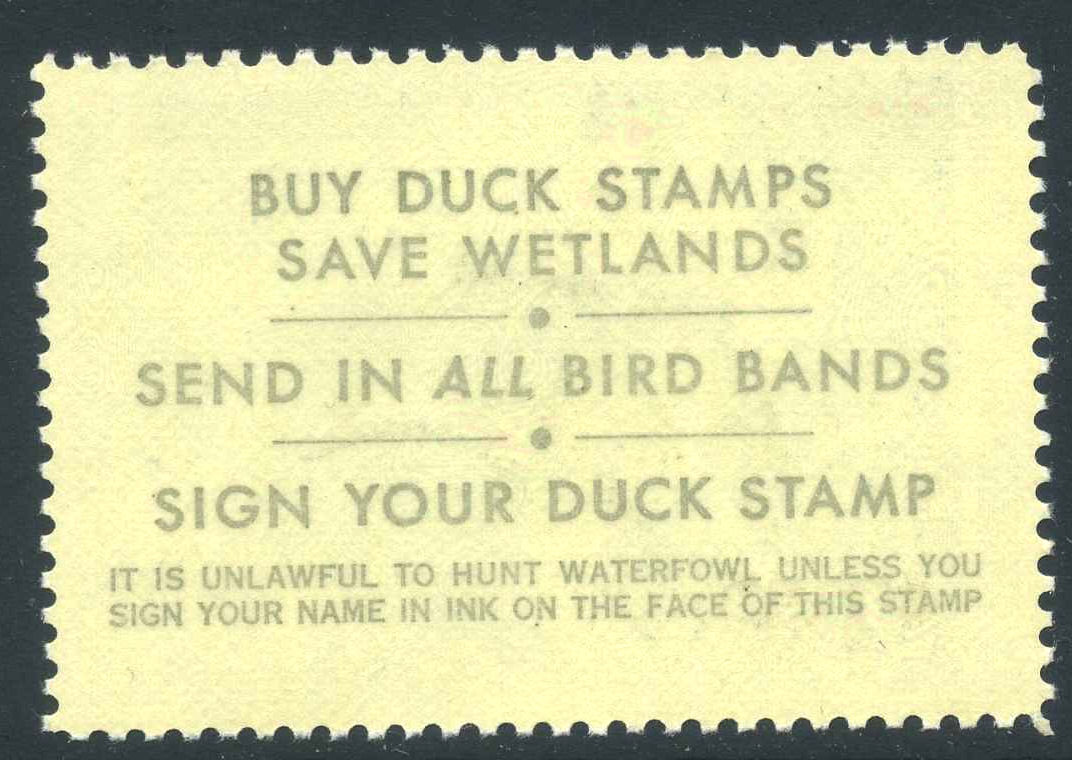 BUY DUCK STAMPS
SAVE WETLANDS
SEND IN ALL BIRD BANDS
SIGN YOUR DUCK STAMP
IT IS UNLAWFUL TO HUNT WATERFOWL UNLESS YOU
SIGN YOUR NAME IN INK ON THE FACE OF THIS STAMP